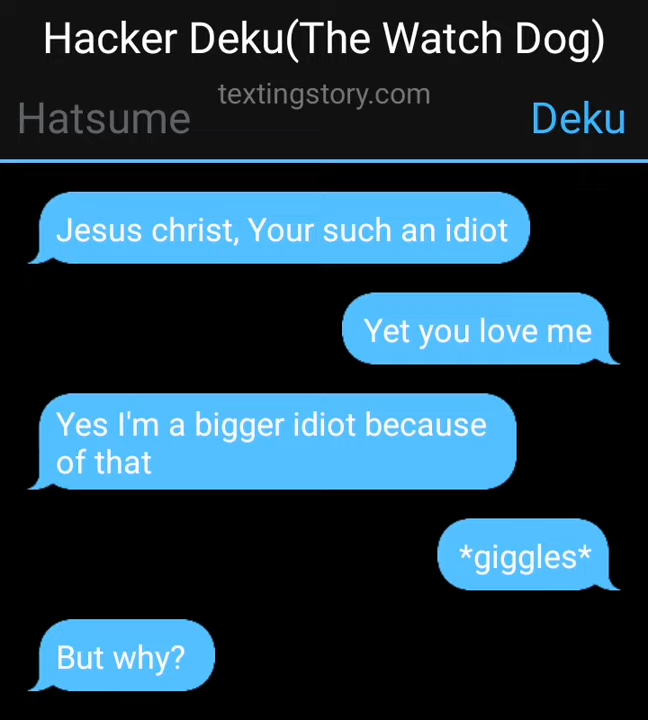 Hacker Deku(The Watch Dog)
textingstory.com
Hatsume
Deku
Jesus christ, Your such an idiot
Yet you love me
Yes I'm a bigger idiot because
of that
*giggles*
But why?